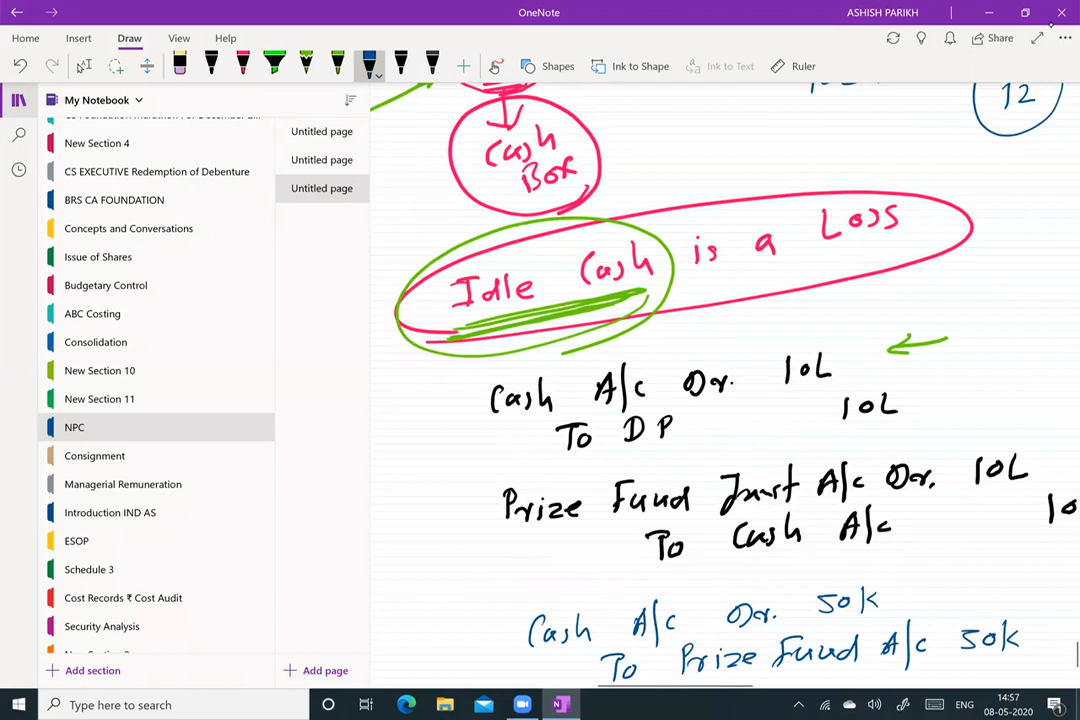 OneNote
ASHISH PARIKH
Home Insert Draw View Help
Share
Shapes Ink to Shape Ink to Text Ruler
My Notebook
New Section 4
CS EXECUTIVE Redemption of Debenture
BRS CA FOUNDATION
Concepts and Conversations
Issue of Shares
Budgetary Control
ABC Costing
Consolidation
New Section 10
New Section 11
NPC
Consignment
Managerial Remuneration
Introduction IND AS
ESOP
Schedule 3
Cost Records ₹ Cost Audit
Security Analysis
Add section
Untitled page
Untitled page
Untitled page
Add page
12
Cash
Box
Idle Cash is a Loss
Cash A/c Dr. 10L
To DP 10L
Prize Fund Invt A/c Dr. 10L
To Cash A/c 10
Cash A/c Dr. 50K
To Prize Fund A/c 50K
Type here to search
ENG
14:57
08-05-2020
1